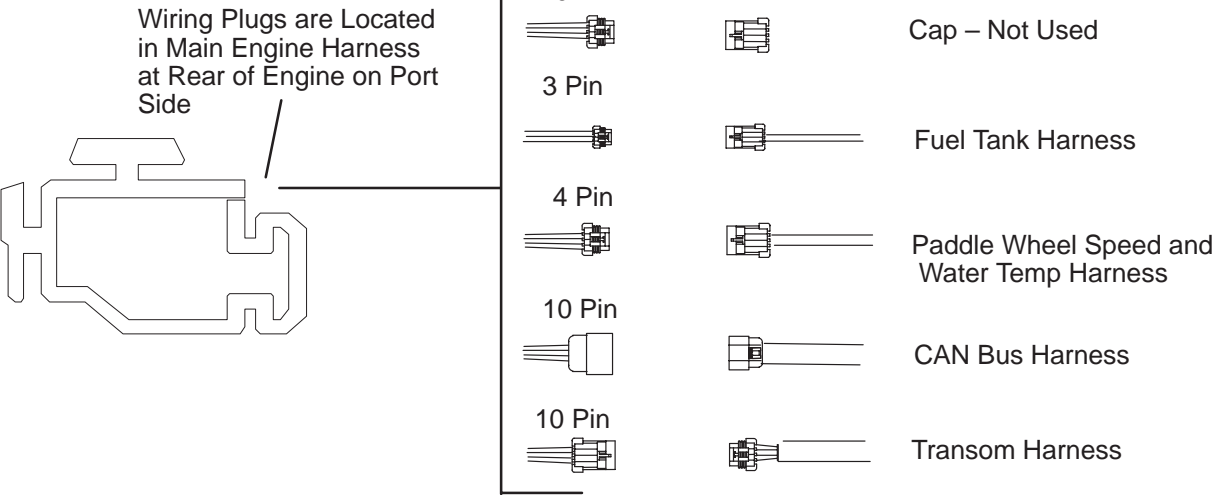 Wiring Plugs are Located
in Main Engine Harness
at Rear of Engine on Port
Side
Cap – Not Used
3 Pin
Fuel Tank Harness
4 Pin
Paddle Wheel Speed and
Water Temp Harness
10 Pin
CAN Bus Harness
10 Pin
Transom Harness